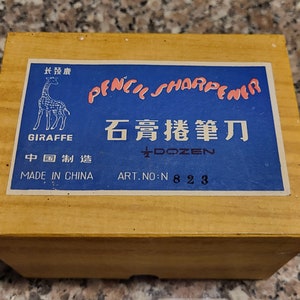 长颈鹿
PENCIL SHARPENER
GIRAFFE
石膏捲筆刀
½ DOZEN
中国制造
MADE IN CHINA
ART.NO:N 823